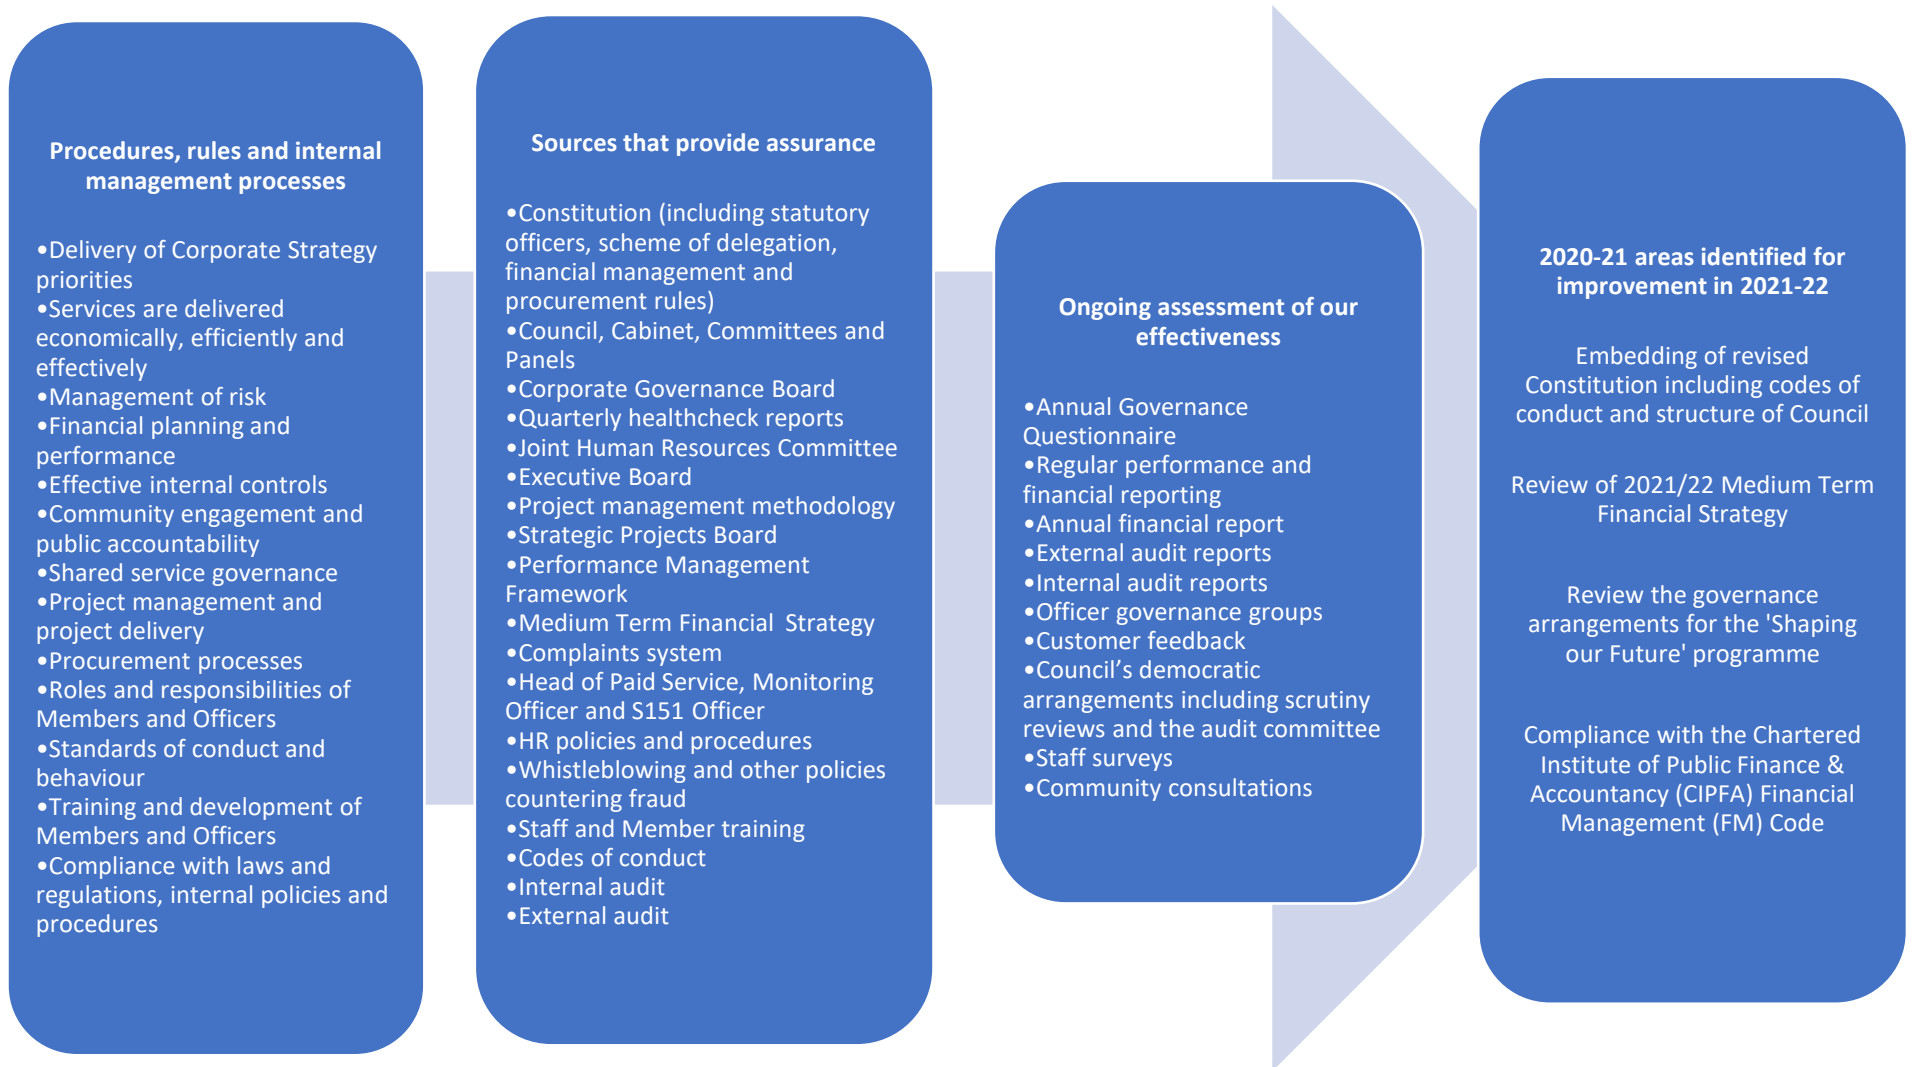 Procedures, rules and internal
management processes
•Delivery of Corporate Strategy
priorities
•Services are delivered
economically, efficiently and
effectively
•Management of risk
•Financial planning and
performance
•Effective internal controls
•Community engagement and
public accountability
•Shared service governance
•Project management and
project delivery
•Procurement processes
•Roles and responsibilities of
Members and Officers
•Standards of conduct and
behaviour
•Training and development of
Members and Officers
•Compliance with laws and
regulations, internal policies and
procedures
Sources that provide assurance
•Constitution (including statutory
officers, scheme of delegation,
financial management and
procurement rules)
•Council, Cabinet, Committees and
Panels
•Corporate Governance Board
•Quarterly healthcheck reports
•Joint Human Resources Committee
•Executive Board
•Project management methodology
•Strategic Projects Board
•Performance Management
Framework
•Medium Term Financial  Strategy
•Complaints system
•Head of Paid Service, Monitoring
Officer and S151 Officer
•HR policies and procedures
•Whistleblowing and other policies
countering fraud
•Staff and Member training
•Codes of conduct
•Internal audit
•External audit
Ongoing assessment of our
effectiveness
•Annual Governance
Questionnaire
•Regular performance and
financial reporting
•Annual financial report
•External audit reports
•Internal audit reports
•Officer governance groups
•Customer feedback
•Council’s democratic
arrangements including scrutiny
reviews and the audit committee
•Staff surveys
•Community consultations
2020-21 areas identified for
improvement in 2021-22
Embedding of revised
Constitution including codes of
conduct and structure of Council
Review of 2021/22 Medium Term
Financial Strategy
Review the governance
arrangements for the 'Shaping
our Future' programme
Compliance with the Chartered
Institute of Public Finance &
Accountancy (CIPFA) Financial
Management (FM) Code